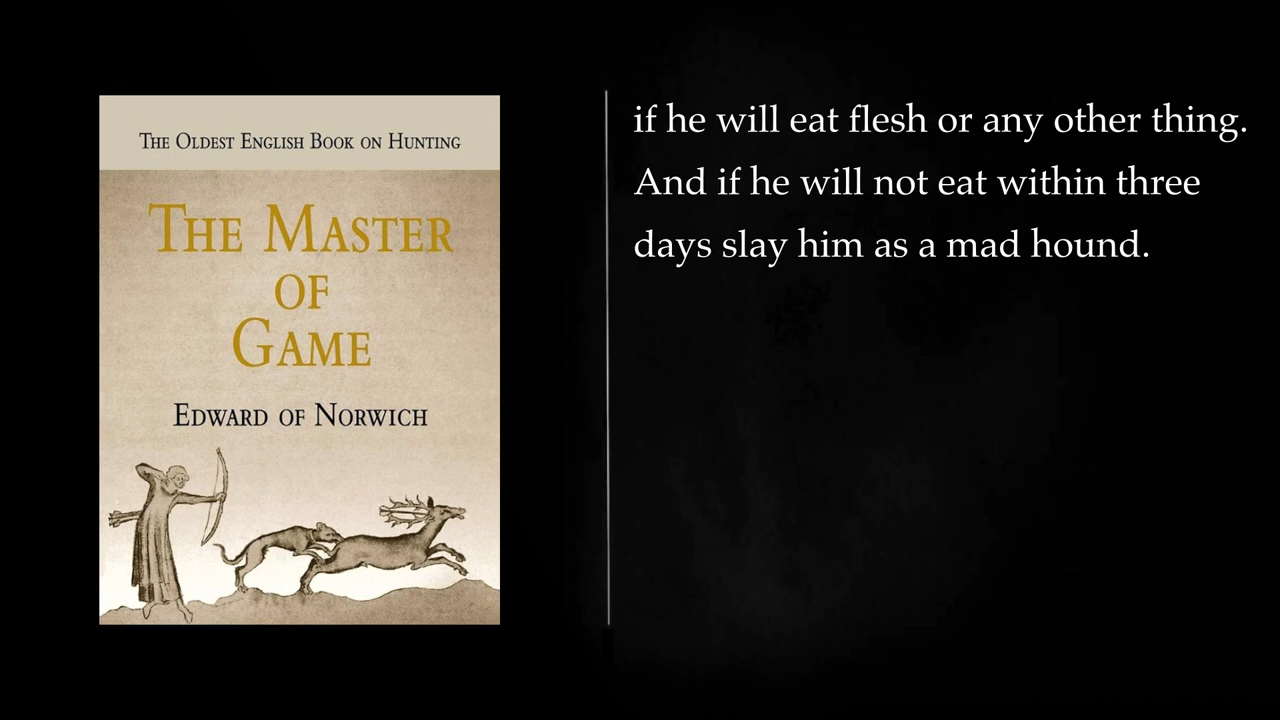 The Oldest English Book on Hunting
The Master
of
Game
Edward of Norwich
if he will eat flesh or any other thing.
And if he will not eat within three
days slay him as a mad hound.